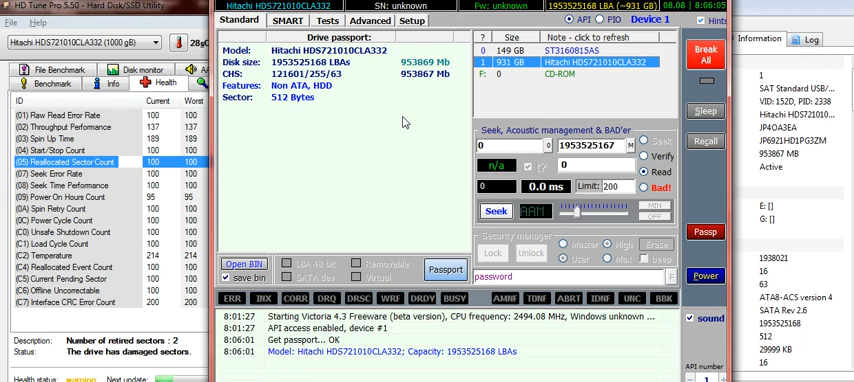 HD Tune Pro 5.50 - Hard Disk/SSD Utility
File Help
Hitachi HDS721010CLA332 (1000 gB)
28
File Benchmark Disk monitor
Benchmark Info Health
ID Current Worst
(01) Raw Read Error Rate 100 100
(02) Throughput Performance 137 137
(03) Spin Up Time 189 189
(04) Start/Stop Count 100 100
(05) Reallocated Sector Count 100 100
(07) Seek Error Rate 100 100
(08) Seek Time Performance 100 100
(09) Power On Hours Count 95 95
(0A) Spin Retry Count 100 100
(0C) Power Cycle Count 100 100
(C0) Unsafe Shutdown Count 100 100
(C1) Load Cycle Count 100 100
(C2) Temperature 214 214
(C4) Reallocated Event Count 100 100
(C5) Current Pending Sector 100 100
(C6) Offline Uncorrectable 100 100
(C7) Interface CRC Error Count 200 200
Description: Number of retired sectors : 2
Status: The drive has damaged sectors.
Health status: warning Next update:
Model: Hitachi HDS721010CLA332 SN: unknown Fw: unknown 1953525168 LBA (~931 GB) 08.08 | 8:06:05
Standard SMART Tests Advanced Setup API PIO Device 1 Hints
Drive passport:
Model: Hitachi HDS721010CLA332
Disk size: 1953525168 LBAs 953869 Mb
CHS: 121601/255/63 953867 Mb
Features: Non ATA, HDD
Sector: 512 Bytes
Open BIN
save bin
LBA 48 bit Removable
SATA dev Virtual
Passport
? Size Note - click to refresh
0 149 GB ST3160815AS
1 931 GB Hitachi HDS721010CLA332
F: 0 CD-ROM
Seek, Acoustic management & BAD'er
0 0 1953525167 M Seek
n/a t? 0 Verify
Read
0 0.0 ms Limit: 200 Bad!
Seek AAM MIN
OFF
Security manager
Lock Unlock Master High Erase
User Max beep
password F
Break
All
Sleep
Recall
Passp
Power
sound
API number
1
ERR INX CORR DRQ DRSC WRF DRDY BUSY AMNF T0NF ABRT IDNF UNC BBK
8:01:27 Starting Victoria 4.3 Freeware (beta version), CPU frequency: 2494.08 MHz, Windows unknown ...
8:01:27 API access enabled, device #1
8:06:01 Get passport... OK
8:06:01 Model: Hitachi HDS721010CLA332; Capacity: 1953525168 LBAs
Log
Information
1
SAT Standard USB/...
VID: 152D, PID: 2338
Hitachi HDS721010CLA33...
JP4OA3EA
JP6921HD1PG3ZM
953867 MB
Active
E: []
G: []
1938021
16
63
ATA8-ACS version 4
SATA Rev 2.6
1953525168
512
29999 KB
16